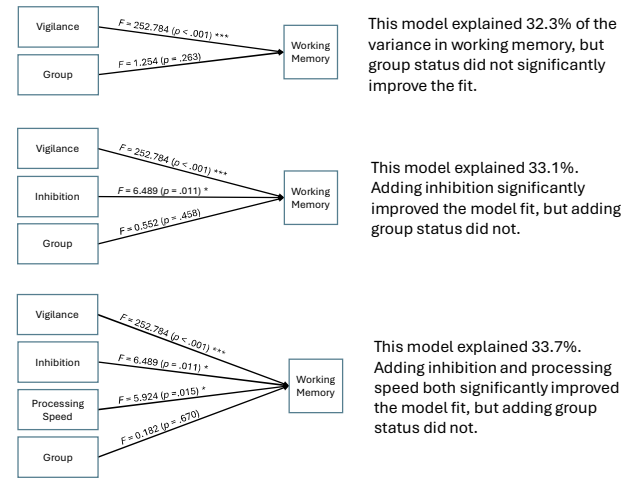 Vigilance
F = 252.784 (p < .001) ***
Group
F = 1.254 (p = .263)
Working
Memory
This model explained 32.3% of the
variance in working memory, but
group status did not significantly
improve the fit.
Vigilance
F = 252.784 (p < .001) ***
Inhibition
F = 6.489 (p = .011) *
Group
F = 0.552 (p = .458)
Working
Memory
This model explained 33.1%.
Adding inhibition significantly
improved the model fit, but adding
group status did not.
Vigilance
F = 252.784 (p < .001) ***
Inhibition
F = 6.489 (p = .011) *
Processing
Speed
F = 5.924 (p =.015) *
Group
F = 0.182 (p = .670)
Working
Memory
This model explained 33.7%.
Adding inhibition and processing
speed both significantly improved
the model fit, but adding group
status did not.